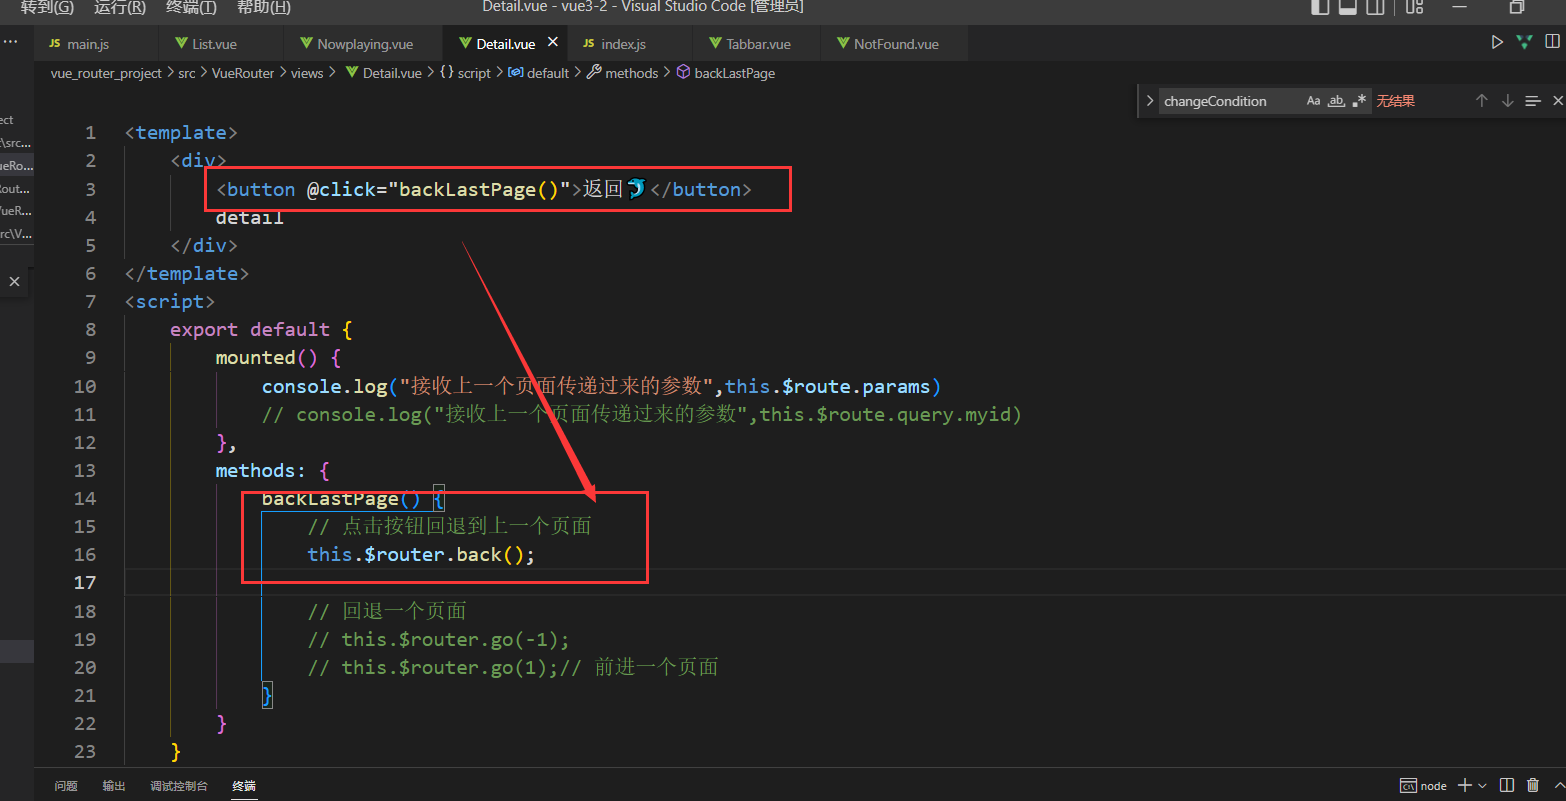 转到(G) 运行(R) 终端(T) 帮助(H) Detail.vue - vue3-2 - Visual Studio Code [管理员]
··· main.js List.vue Nowplaying.vue Detail.vue index.js Tabbar.vue NotFound.vue
vue_router_project > src > VueRouter > views > Detail.vue > {} script > default > methods > backLastPage
changeCondition Aa ab .* 无结果
ect
\src...
ueRo...
Rout...
VueR...
rc\V...
1 <template>
2 <div>
3 <button @click="backLastPage()">返回🐬</button>
4 detail
5 </div>
6 </template>
7 <script>
8 export default {
9 mounted() {
10 console.log("接收上一个页面传递过来的参数",this.$route.params)
11 // console.log("接收上一个页面传递过来的参数",this.$route.query.myid)
12 },
13 methods: {
14 backLastPage() {
15 // 点击按钮回退到上一个页面
16 this.$router.back();
17
18 // 回退一个页面
19 // this.$router.go(-1);
20 // this.$router.go(1);// 前进一个页面
21 }
22 }
23 }
问题 输出 调试控制台 终端 node